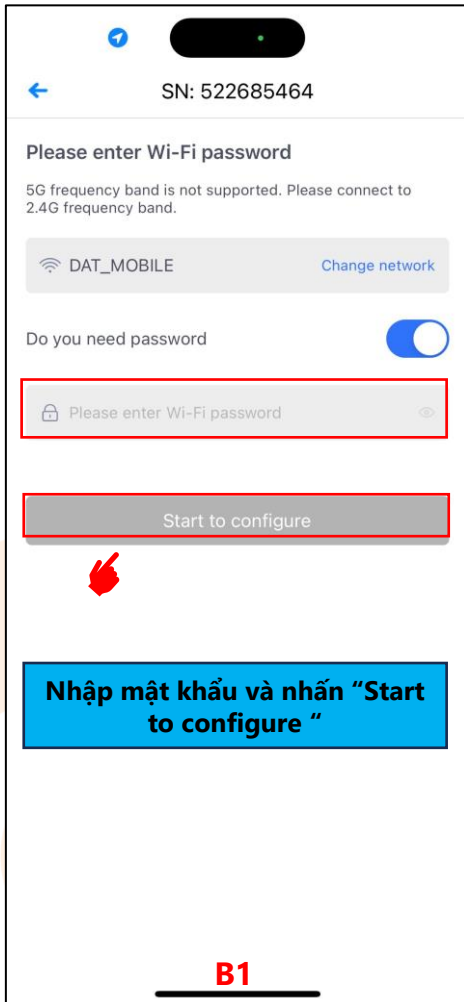 SN: 522685464
Please enter Wi-Fi password
5G frequency band is not supported. Please connect to
2.4G frequency band.
DAT_MOBILE Change network
Do you need password
Please enter Wi-Fi password
Start to configure
Nhập mật khẩu và nhấn “Start
to configure “
B1